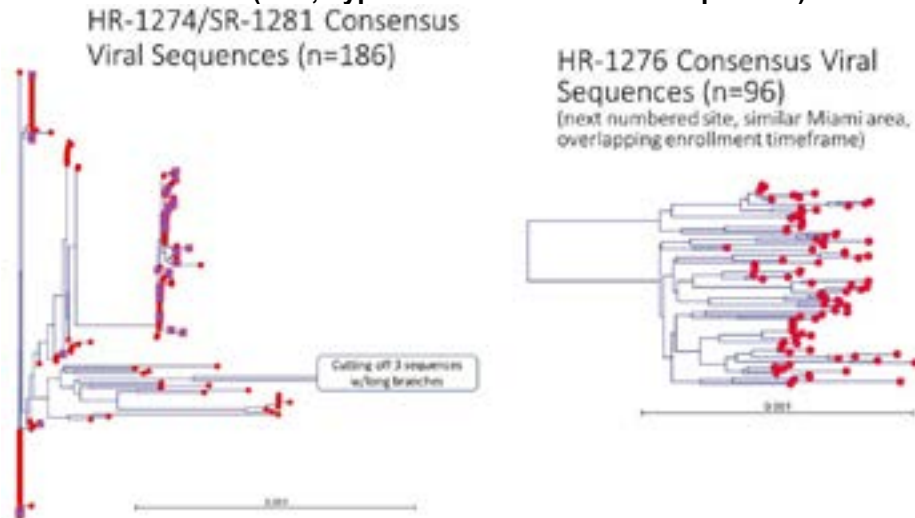 HR-1274/SR-1281 Consensus
Viral Sequences (n=186)
HR-1276 Consensus Viral
Sequences (n=96)
(next numbered site, similar Miami area,
overlapping enrollment timeframe)
Cutting off 3 sequences
w/long branches